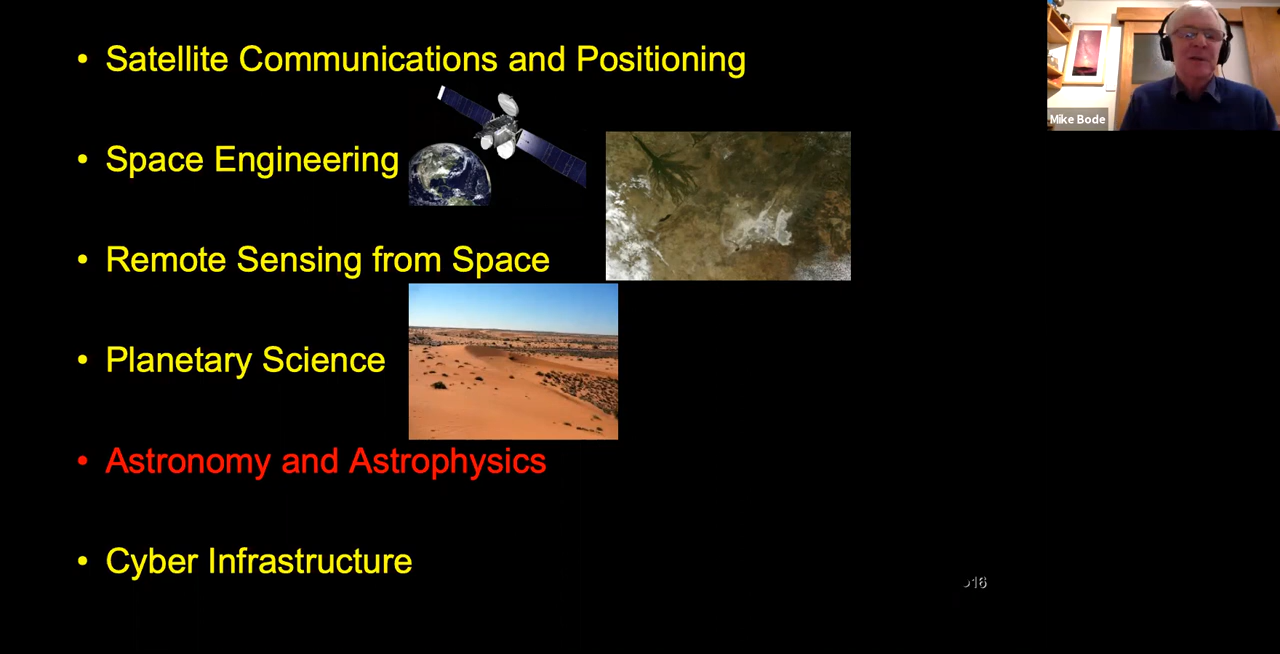 • Satellite Communications and Positioning
Mike Bode
• Space Engineering
• Remote Sensing from Space
• Planetary Science
• Astronomy and Astrophysics
• Cyber Infrastructure
16